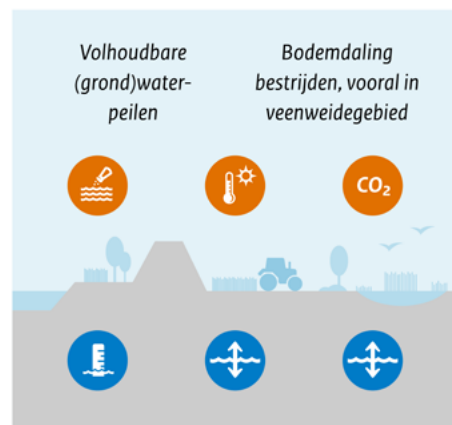 Volhoudbare
(grond)water-
peilen
Bodemdaling
bestrijden, vooral in
veenweidegebied
CO₂